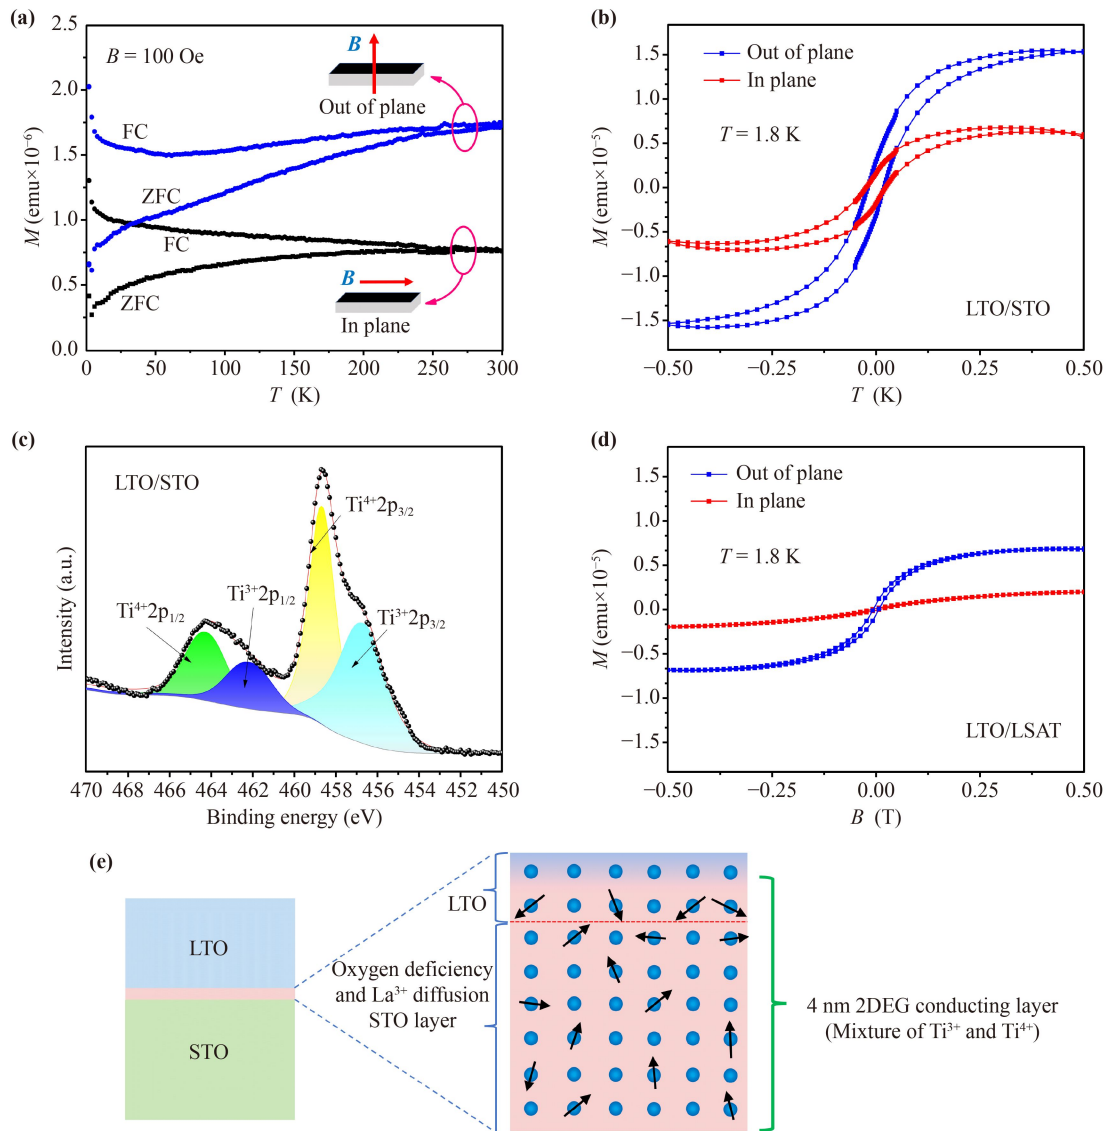 (a)
2.5
2.0
1.5
1.0
0.5
0.0
M (emu×10⁻⁶)
B = 100 Oe
B
Out of plane
FC
ZFC
FC
ZFC
B
In plane
0
50
100
150
200
250
300
T (K)
(b)
1.5
1.0
0.5
0.0
−0.5
−1.0
−1.5
M (emu×10⁻⁵)
Out of plane
In plane
T = 1.8 K
LTO/STO
−0.50
−0.25
0.00
0.25
0.50
T (K)
(c)
LTO/STO
Ti⁴⁺2p₃/₂
Ti³⁺2p₁/₂
Ti⁴⁺2p₁/₂
Ti³⁺2p₃/₂
Intensity (a.u.)
470 468 466 464 462 460 458 456 454 452 450
Binding energy (eV)
(d)
1.5
1.0
0.5
0.0
−0.5
−1.0
−1.5
M (emu×10⁻⁵)
Out of plane
In plane
T = 1.8 K
LTO/LSAT
−0.50
−0.25
0.00
0.25
0.50
B (T)
(e)
LTO
STO
LTO
Oxygen deficiency
and La³⁺ diffusion
STO layer
4 nm 2DEG conducting layer
(Mixture of Ti³⁺ and Ti⁴⁺)